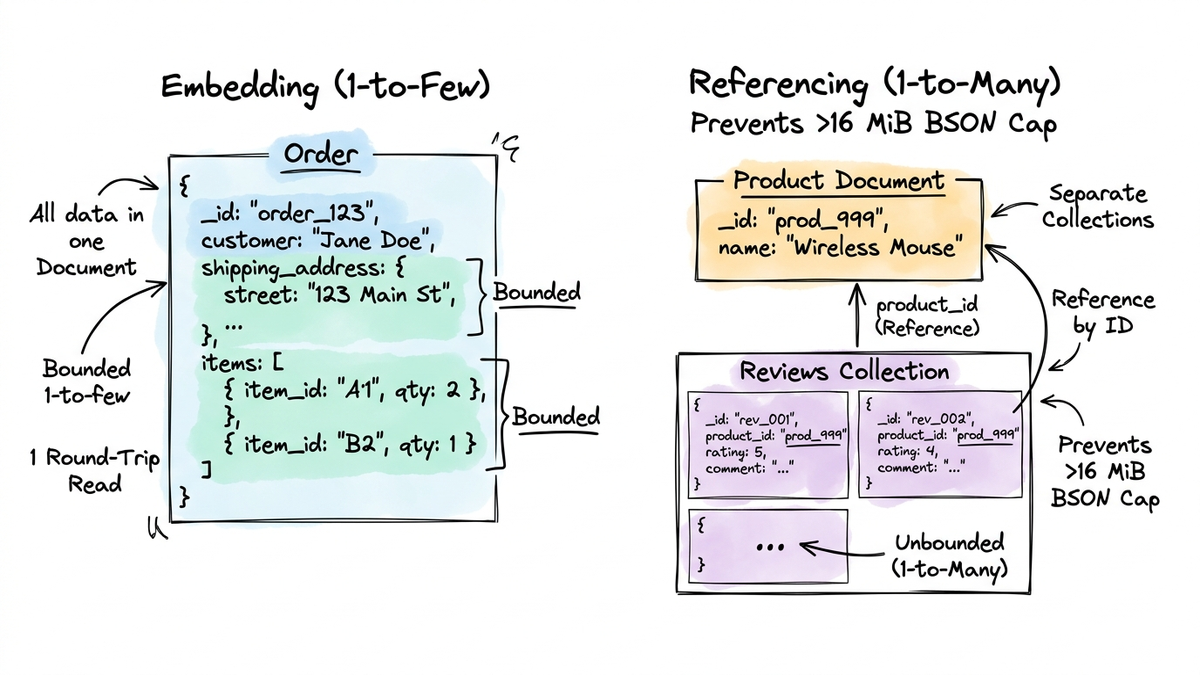 Embedding (1-to-Few)
Order
{
_id: "order_123",
customer: "Jane Doe",
shipping_address: {
street: "123 Main St",
...
},
items: [
{ item_id: "A1", qty: 2 },
},
{ item_id: "B2", qty: 1 }
]
}
All data in
one
Document
Bounded
1-to-few
1 Round-Trip
Read
Bounded
Bounded
Referencing (1-to-Many)
Prevents >16 MiB BSON Cap
Product Document
_id: "prod_999",
name: "Wireless Mouse"
Separate
Collections
product_id
(Reference)
Reference
by ID
Reviews Collection
{
_id: "rev_001",
product_id: "prod_999"
rating: 5,
comment: "..."
}
{
_id: "rev_002",
product_id: "prod_999"
rating: 4,
comment: "..."
}
{
...
}
Unbounded
(1-to-Many)
Prevents
>16 MiB
BSON Cap